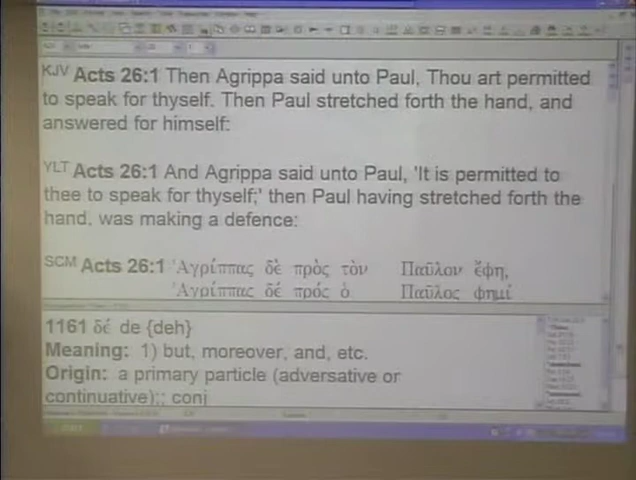 KJV Acts 26:1 Then Agrippa said unto Paul, Thou art permitted
to speak for thyself. Then Paul stretched forth the hand, and
answered for himself:
YLT Acts 26:1 And Agrippa said unto Paul, 'It is permitted to
thee to speak for thyself;' then Paul having stretched forth the
hand, was making a defence:
SCM Acts 26:1 Ἀγρίππας δὲ πρὸς τὸν Παῦλον ἔφη,
Ἀγρίππας δέ πρός ὁ Παῦλος φημί
1161 δέ de {deh}
Meaning: 1) but, moreover, and, etc.
Origin: a primary particle (adversative or
continuative);; conj